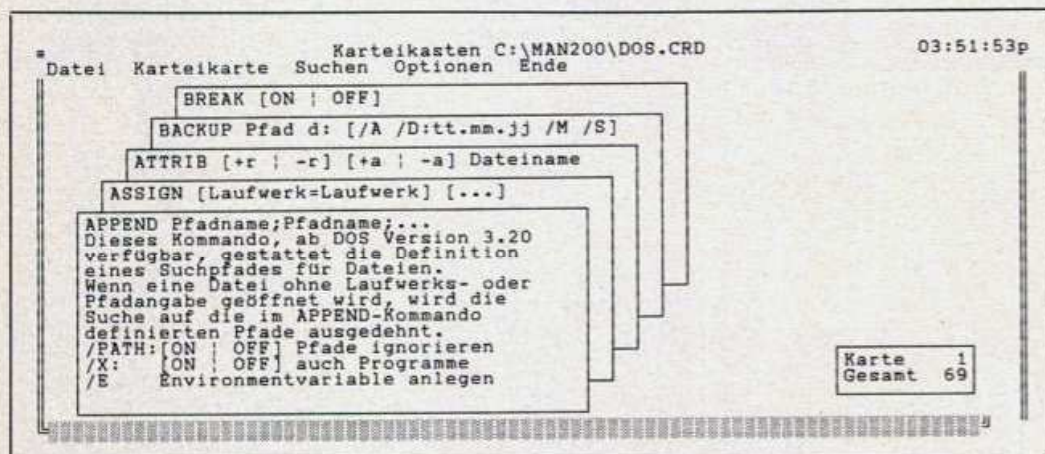 Karteikasten C:\MAN200\DOS.CRD 03:51:53p
Datei Karteikarte Suchen Optionen Ende
BREAK [ON ¦ OFF]
BACKUP Pfad d: [/A /D:tt.mm.jj /M /S]
ATTRIB [+r ¦ -r] [+a ¦ -a] Dateiname
ASSIGN [Laufwerk=Laufwerk] [...]
APPEND Pfadname;Pfadname;...
Dieses Kommando, ab DOS Version 3.20
verfügbar, gestattet die Definition
eines Suchpfades für Dateien.
Wenn eine Datei ohne Laufwerks- oder
Pfadangabe geöffnet wird, wird die
Suche auf die im APPEND-Kommando
definierten Pfade ausgedehnt.
/PATH:[ON ¦ OFF] Pfade ignorieren
/X: [ON ¦ OFF] auch Programme
/E Environmentvariable anlegen
Karte 1
Gesamt 69